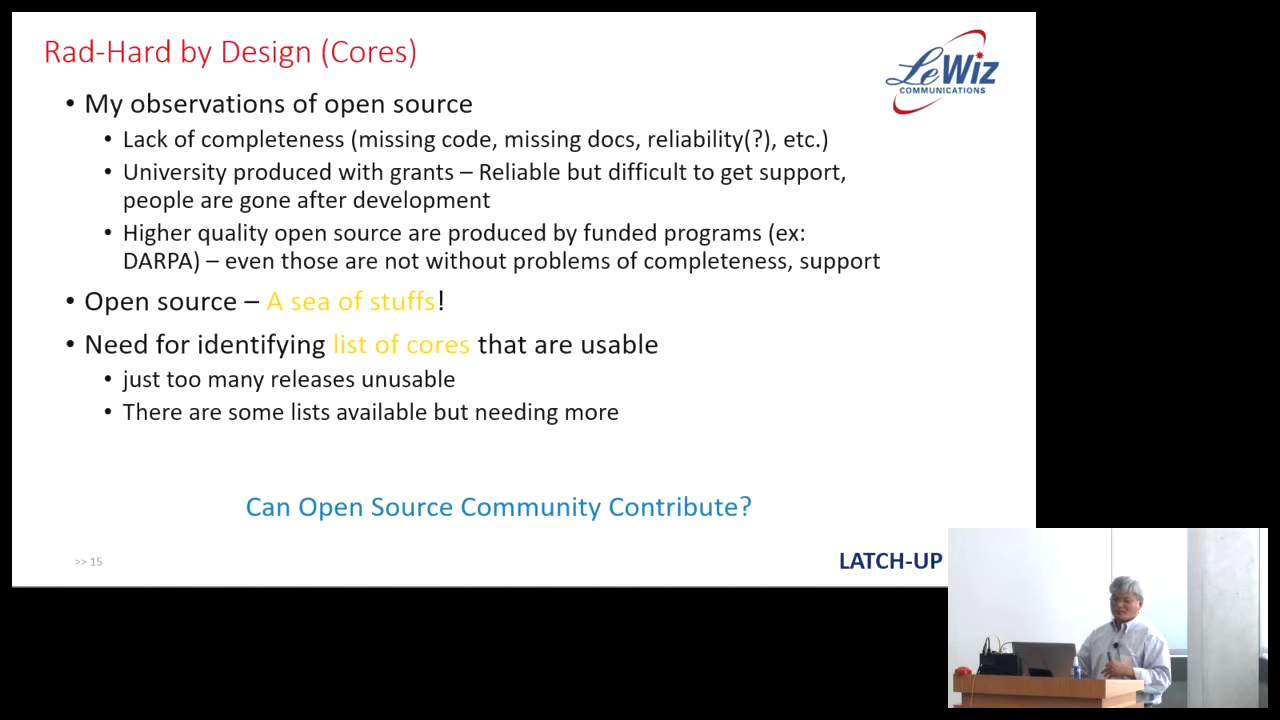 Rad-Hard by Design (Cores)
LeWiz
COMMUNICATIONS
• My observations of open source
• Lack of completeness (missing code, missing docs, reliability(?), etc.)
• University produced with grants – Reliable but difficult to get support,
people are gone after development
• Higher quality open source are produced by funded programs (ex:
DARPA) – even those are not without problems of completeness, support
• Open source – A sea of stuffs!
• Need for identifying list of cores that are usable
• just too many releases unusable
• There are some lists available but needing more
Can Open Source Community Contribute?
>> 15
LATCH-UP